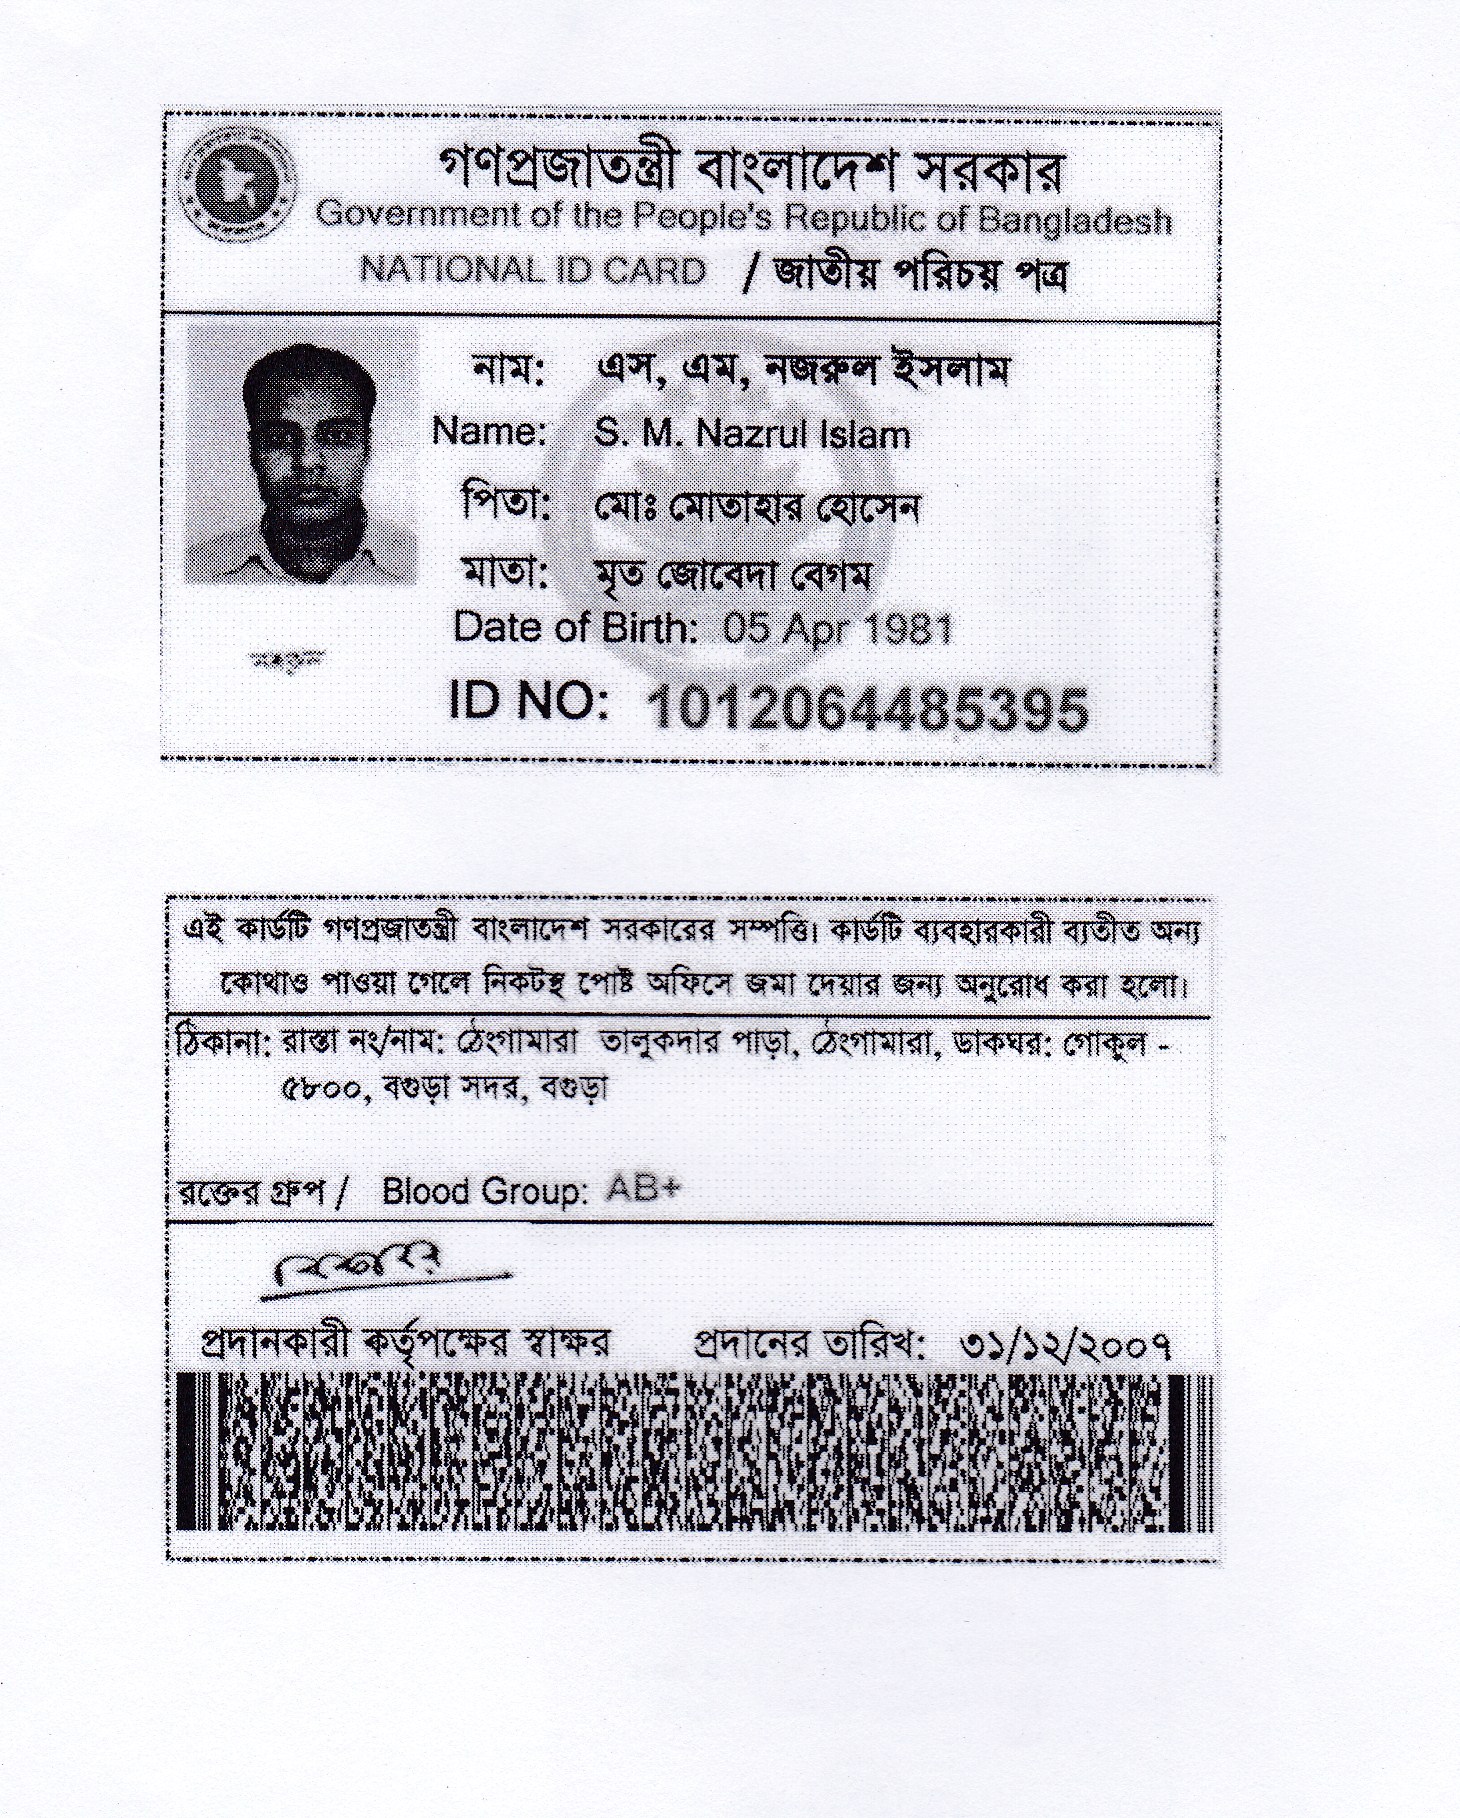 গণপ্রজাতন্ত্রী বাংলাদেশ সরকার
Government of the People's Republic of Bangladesh
NATIONAL ID CARD / জাতীয় পরিচয় পত্র
নাম: এস, এম, নজরুল ইসলাম
Name: S. M. Nazrul Islam
পিতা: মোঃ মোতাহার হোসেন
মাতা: মৃত জোবেদা বেগম
Date of Birth: 05 Apr 1981
নজরুল
ID NO: 1012064485395
এই কার্ডটি গণপ্রজাতন্ত্রী বাংলাদেশ সরকারের সম্পত্তি। কার্ডটি ব্যবহারকারী ব্যতীত অন্য
কোথাও পাওয়া গেলে নিকটস্থ পোষ্ট অফিসে জমা দেয়ার জন্য অনুরোধ করা হলো।
ঠিকানা: রাস্তা নং/নাম: ঠেংগামারা তালুকদার পাড়া, ঠেংগামারা, ডাকঘর: গোকুল -
৫৮০০, বগুড়া সদর, বগুড়া
রক্তের গ্রুপ / Blood Group: AB+
প্রদানকারী কর্তৃপক্ষের স্বাক্ষর প্রদানের তারিখ: ৩১/১২/২০০৭